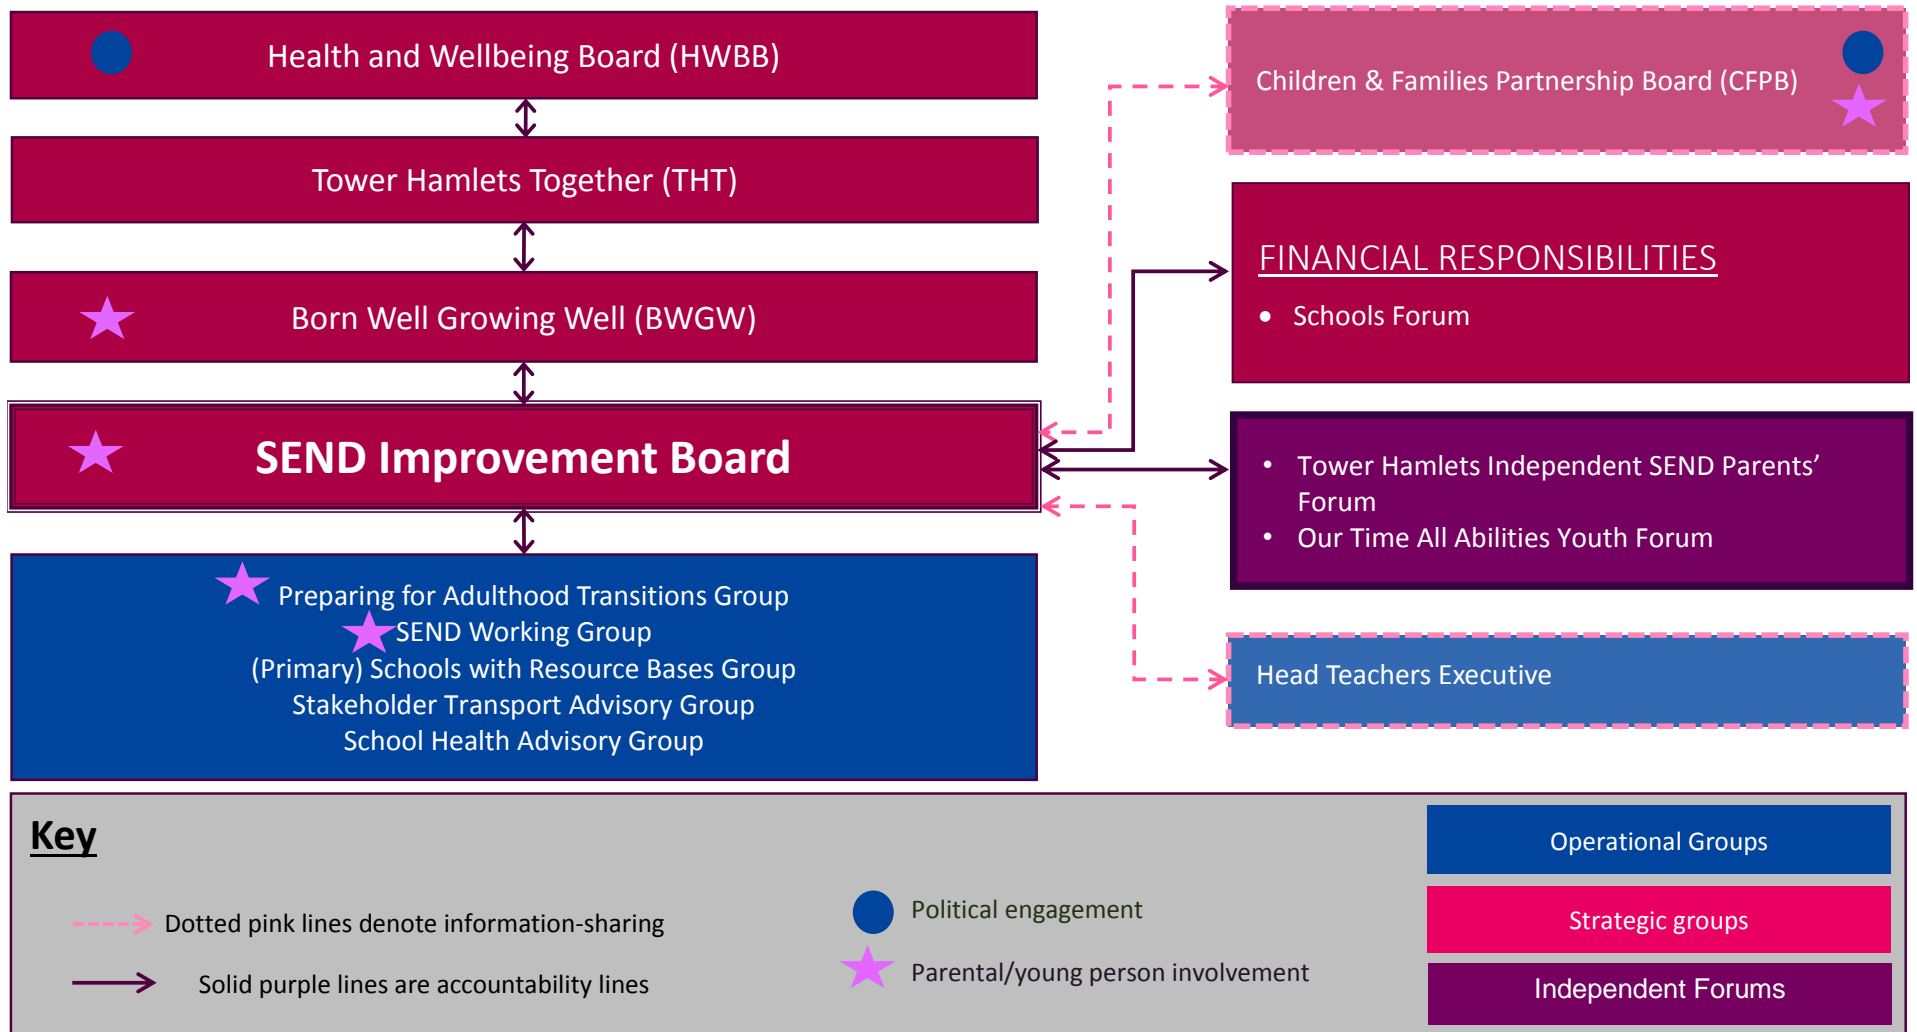 Health and Wellbeing Board (HWBB)
Tower Hamlets Together (THT)
Born Well Growing Well (BWGW)
SEND Improvement Board
Preparing for Adulthood Transitions Group
SEND Working Group
(Primary) Schools with Resource Bases Group
Stakeholder Transport Advisory Group
School Health Advisory Group
Children & Families Partnership Board (CFPB)
FINANCIAL RESPONSIBILITIES
• Schools Forum
• Tower Hamlets Independent SEND Parents’
Forum
• Our Time All Abilities Youth Forum
Head Teachers Executive
Key
Dotted pink lines denote information-sharing
Solid purple lines are accountability lines
Political engagement
Parental/young person involvement
Operational Groups
Strategic groups
Independent Forums